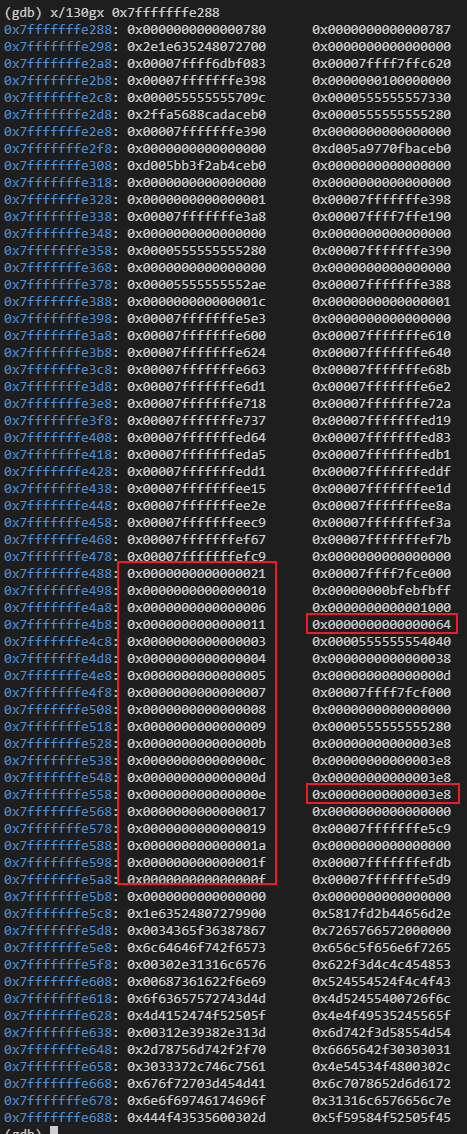 (gdb) x/130gx 0x7fffffffe288
0x7fffffffe288: 0x0000000000000780 0x0000000000000787
0x7fffffffe298: 0x2e1e635248072700 0x0000000000000000
0x7fffffffe2a8: 0x00007ffff6dbf083 0x00007ffff7ffc620
0x7fffffffe2b8: 0x00007fffffffe398 0x0000000100000000
0x7fffffffe2c8: 0x000055555555709c 0x0000555555557330
0x7fffffffe2d8: 0x2ffa5688cadaceb0 0x0000555555555280
0x7fffffffe2e8: 0x00007fffffffe390 0x0000000000000000
0x7fffffffe2f8: 0x0000000000000000 0xd005a9770fbaceb0
0x7fffffffe308: 0xd005bb3f2ab4ceb0 0x0000000000000000
0x7fffffffe318: 0x0000000000000000 0x0000000000000000
0x7fffffffe328: 0x0000000000000001 0x00007fffffffe398
0x7fffffffe338: 0x00007fffffffe3a8 0x00007ffff7ffe190
0x7fffffffe348: 0x0000000000000000 0x0000000000000000
0x7fffffffe358: 0x0000555555555280 0x00007fffffffe390
0x7fffffffe368: 0x0000000000000000 0x0000000000000000
0x7fffffffe378: 0x00005555555552ae 0x00007fffffffe388
0x7fffffffe388: 0x000000000000001c 0x0000000000000001
0x7fffffffe398: 0x00007fffffffe5e3 0x0000000000000000
0x7fffffffe3a8: 0x00007fffffffe600 0x00007fffffffe610
0x7fffffffe3b8: 0x00007fffffffe624 0x00007fffffffe640
0x7fffffffe3c8: 0x00007fffffffe663 0x00007fffffffe68b
0x7fffffffe3d8: 0x00007fffffffe6d1 0x00007fffffffe6e2
0x7fffffffe3e8: 0x00007fffffffe718 0x00007fffffffe72a
0x7fffffffe3f8: 0x00007fffffffe737 0x00007fffffffed19
0x7fffffffe408: 0x00007fffffffed64 0x00007fffffffed83
0x7fffffffe418: 0x00007fffffffeda5 0x00007fffffffedb1
0x7fffffffe428: 0x00007fffffffedd1 0x00007fffffffeddf
0x7fffffffe438: 0x00007fffffffee15 0x00007fffffffee1d
0x7fffffffe448: 0x00007fffffffee2e 0x00007fffffffee8a
0x7fffffffe458: 0x00007fffffffeec9 0x00007fffffffef3a
0x7fffffffe468: 0x00007fffffffef67 0x00007fffffffef7b
0x7fffffffe478: 0x00007fffffffefc9 0x0000000000000000
0x7fffffffe488: 0x0000000000000021 0x00007ffff7fce000
0x7fffffffe498: 0x0000000000000010 0x00000000bfebfbff
0x7fffffffe4a8: 0x0000000000000006 0x0000000000001000
0x7fffffffe4b8: 0x0000000000000011 0x0000000000000064
0x7fffffffe4c8: 0x0000000000000003 0x0000555555554040
0x7fffffffe4d8: 0x0000000000000004 0x0000000000000038
0x7fffffffe4e8: 0x0000000000000005 0x000000000000000d
0x7fffffffe4f8: 0x0000000000000007 0x00007ffff7fcf000
0x7fffffffe508: 0x0000000000000008 0x0000000000000000
0x7fffffffe518: 0x0000000000000009 0x0000555555555280
0x7fffffffe528: 0x000000000000000b 0x00000000000003e8
0x7fffffffe538: 0x000000000000000c 0x00000000000003e8
0x7fffffffe548: 0x000000000000000d 0x00000000000003e8
0x7fffffffe558: 0x000000000000000e 0x00000000000003e8
0x7fffffffe568: 0x0000000000000017 0x0000000000000000
0x7fffffffe578: 0x0000000000000019 0x00007fffffffe5c9
0x7fffffffe588: 0x000000000000001a 0x0000000000000000
0x7fffffffe598: 0x000000000000001f 0x00007fffffffefdb
0x7fffffffe5a8: 0x000000000000000f 0x00007fffffffe5d9
0x7fffffffe5b8: 0x0000000000000000 0x0000000000000000
0x7fffffffe5c8: 0x1e63524807279900 0x5817fd2b44656d2e
0x7fffffffe5d8: 0x0034365f36387867 0x7265766572000000
0x7fffffffe5e8: 0x6c64646f742f6573 0x656c5f656e6f7265
0x7fffffffe5f8: 0x00302e31316c6576 0x622f3d4c4c454853
0x7fffffffe608: 0x00687361622f6e69 0x524554524f4c4f43
0x7fffffffe618: 0x6f63657572743d4d 0x4d52455400726f6c
0x7fffffffe628: 0x4d4152474f52505f 0x4e4f49535245565f
0x7fffffffe638: 0x00312e39382e313d 0x6d742f3d58554d54
0x7fffffffe648: 0x2d78756d742f2f70 0x6665642f30303031
0x7fffffffe658: 0x3033372c746c7561 0x4e54534f4800302c
0x7fffffffe668: 0x676f72703d454d41 0x6c7078652d6d6172
0x7fffffffe678: 0x6e6f69746174696f 0x31316c6576656c7e
0x7fffffffe688: 0x444f43535600302d 0x5f59584f52505f45
(gdb)